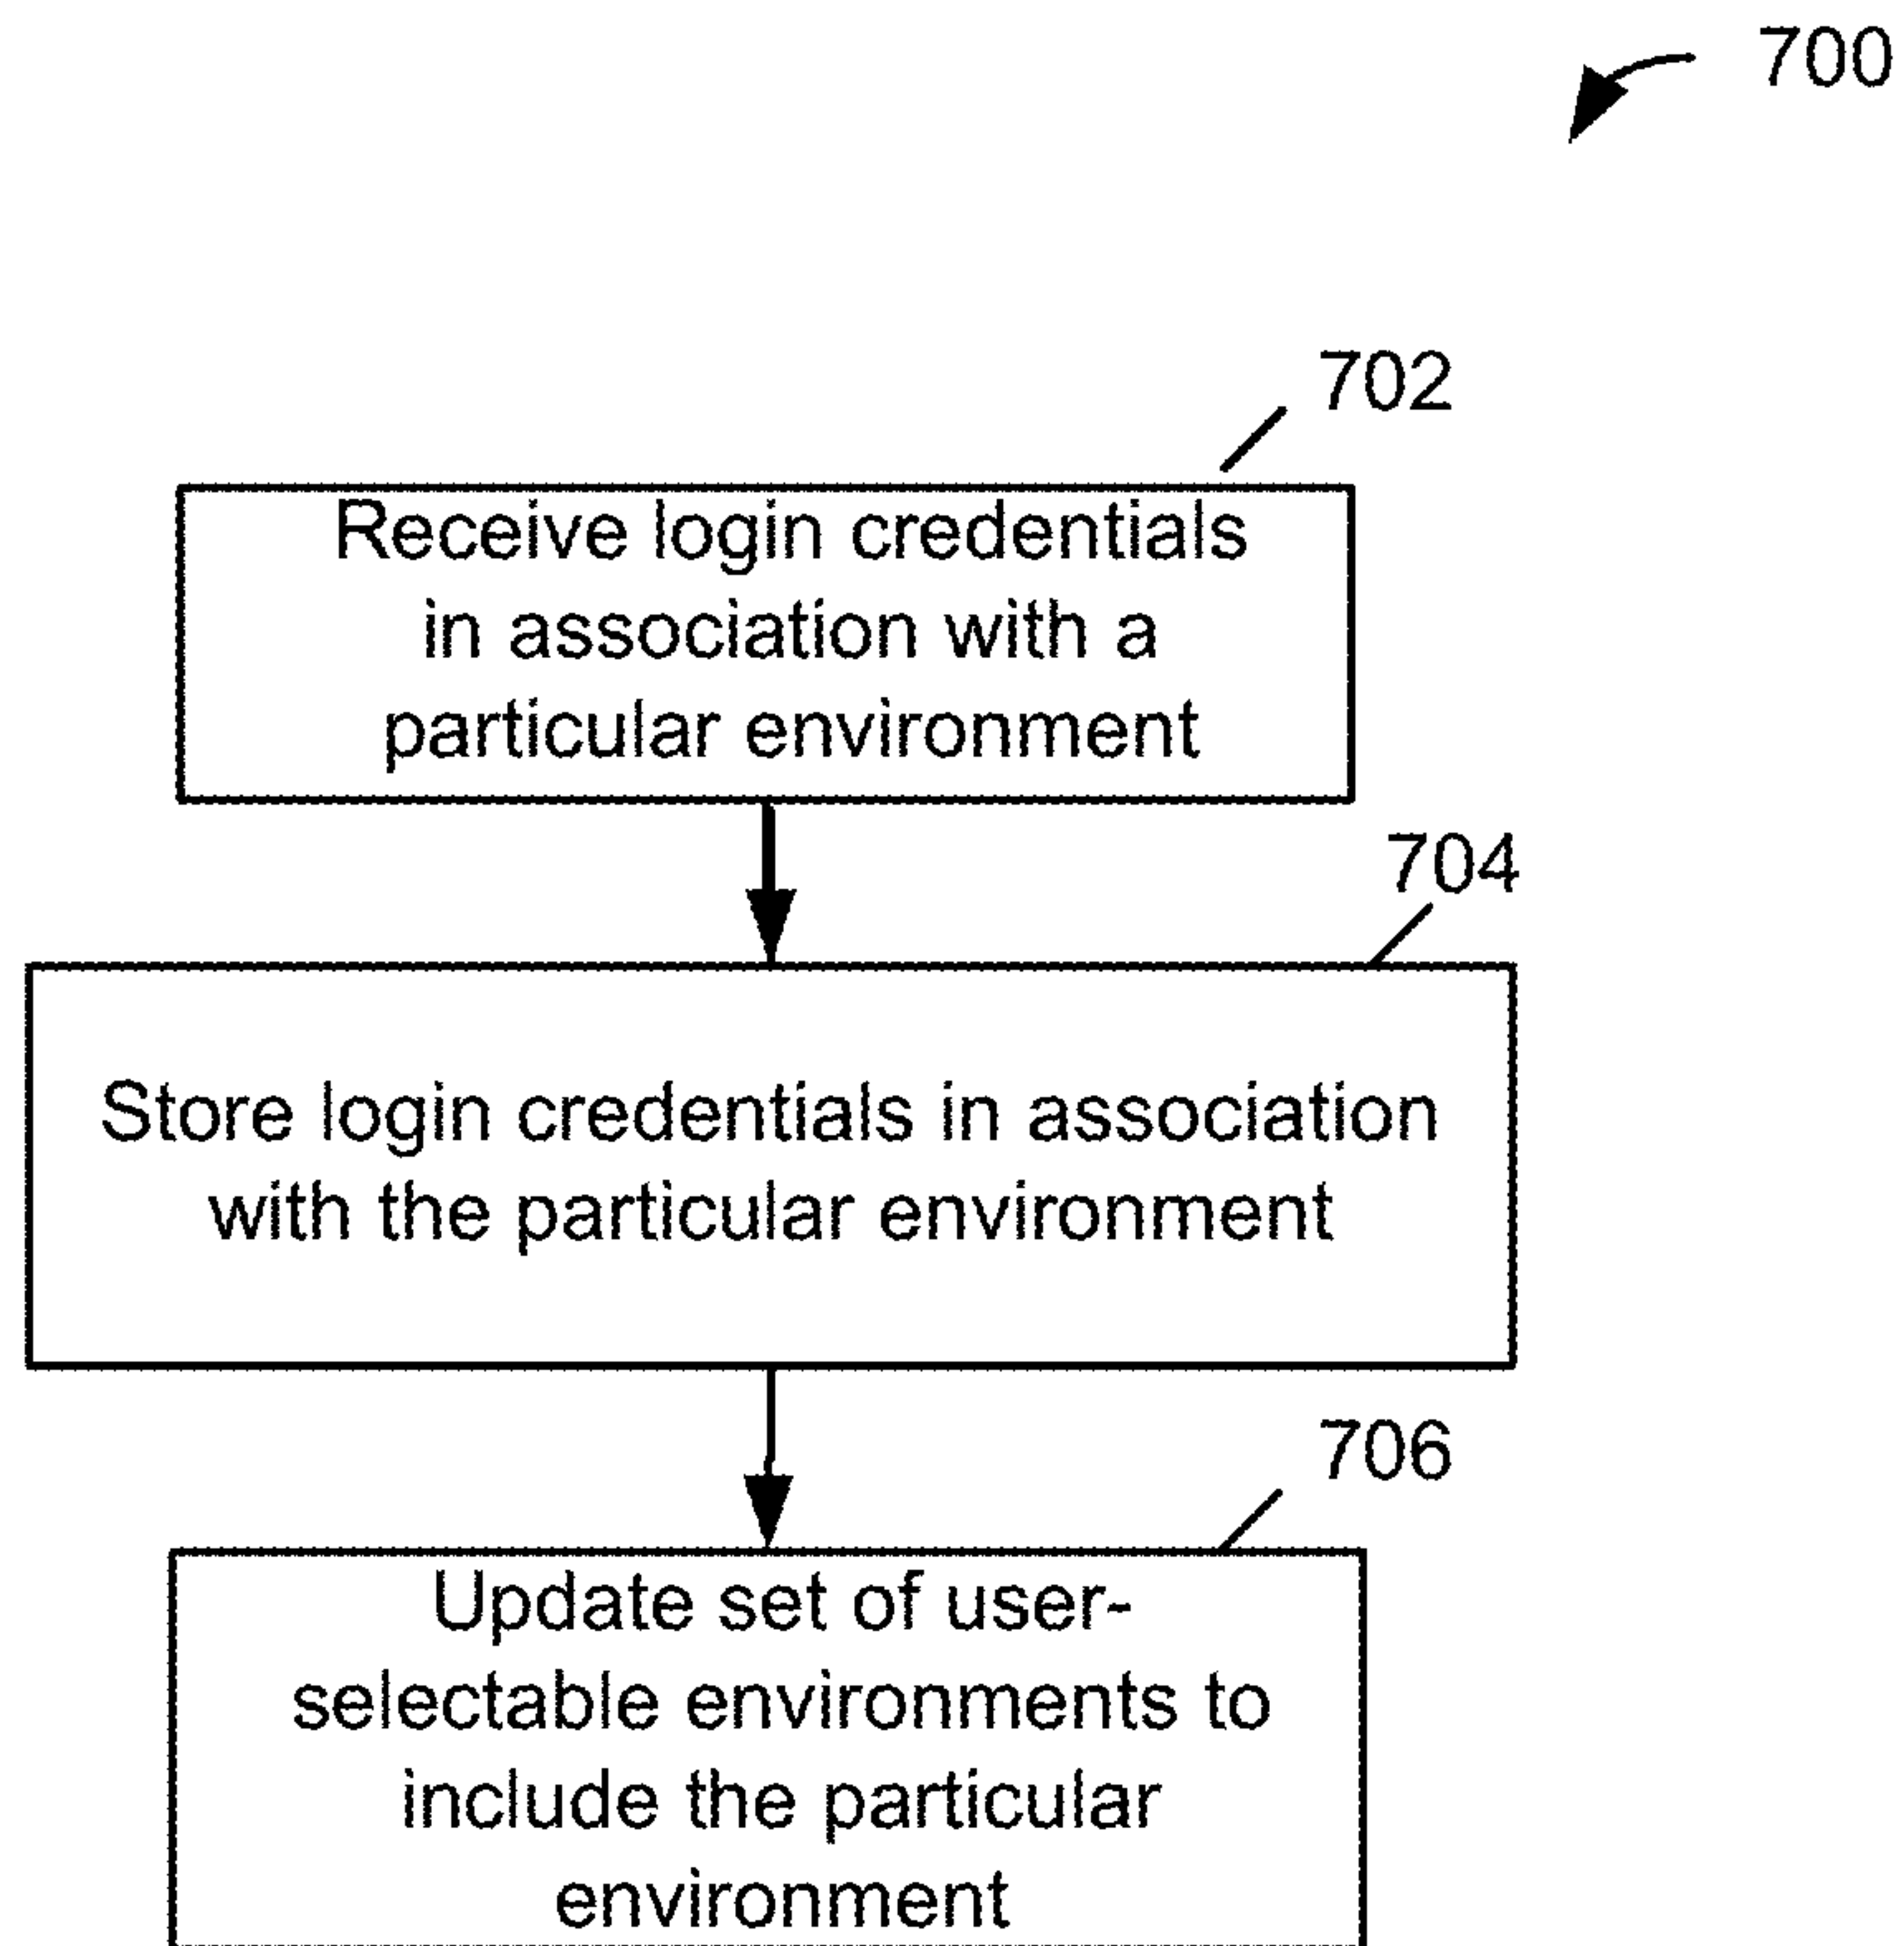 700
702
Receive login credentials
in association with a
particular environment
704
Store login credentials in association
with the particular environment
706
Update set of user-
selectable environments to
include the particular
environment